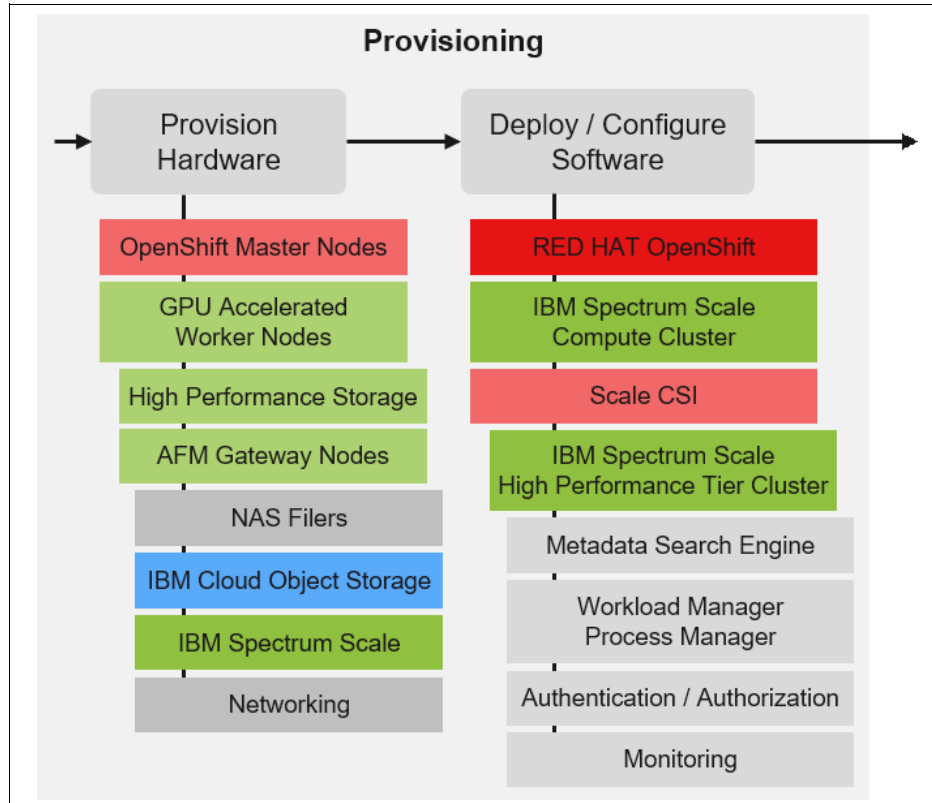 Provisioning
Provision
Hardware
Deploy / Configure
Software
OpenShift Master Nodes
GPU Accelerated
Worker Nodes
High Performance Storage
AFM Gateway Nodes
NAS Filers
IBM Cloud Object Storage
IBM Spectrum Scale
Networking
RED HAT OpenShift
IBM Spectrum Scale
Compute Cluster
Scale CSI
IBM Spectrum Scale
High Performance Tier Cluster
Metadata Search Engine
Workload Manager
Process Manager
Authentication / Authorization
Monitoring